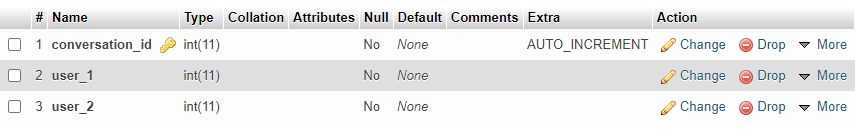 # Name Type Collation Attributes Null Default Comments Extra Action
1 conversation_id int(11) No None AUTO_INCREMENT Change Drop More
2 user_1 int(11) No None Change Drop More
3 user_2 int(11) No None Change Drop More